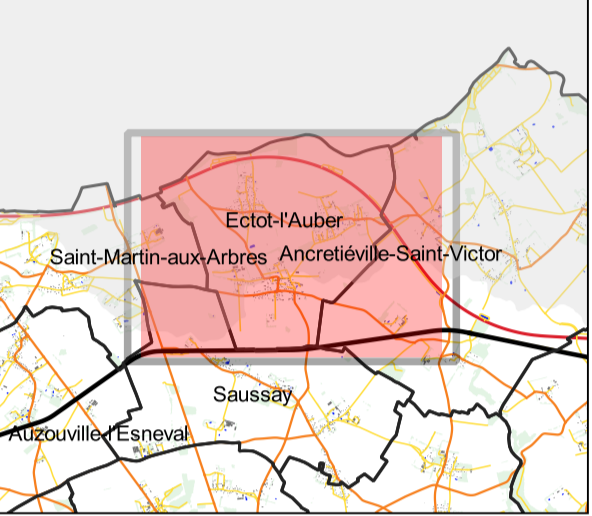 Ectot-l'Auber
Saint-Martin-aux-Arbres
Ancretiéville-Saint-Victor
Saussay
Auzouville-l'Esneval